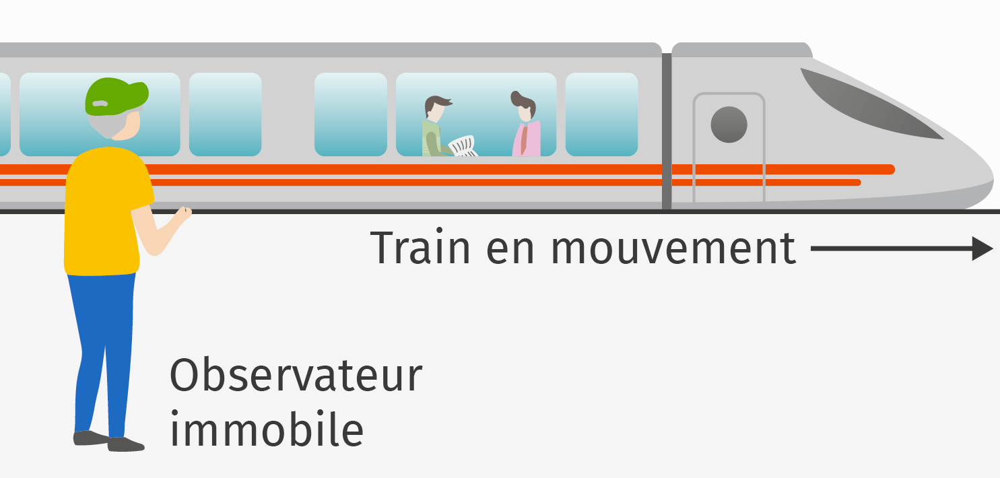 Train en mouvement
Observateur
immobile